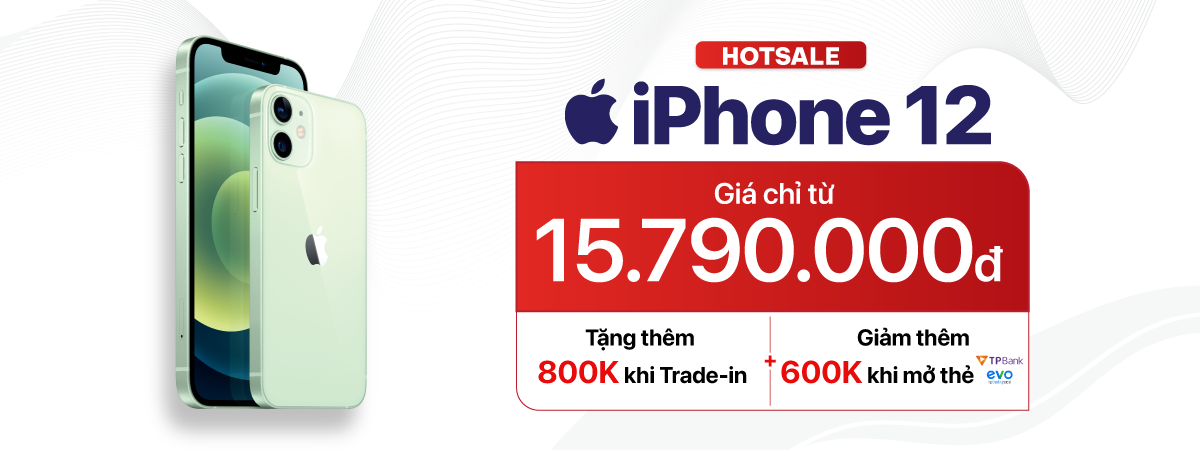 HOTSALE
iPhone 12
Giá chỉ từ
15.790.000đ
Tặng thêm
800K khi Trade-in
+
Giảm thêm
600K khi mở thẻ
TPBank
evo